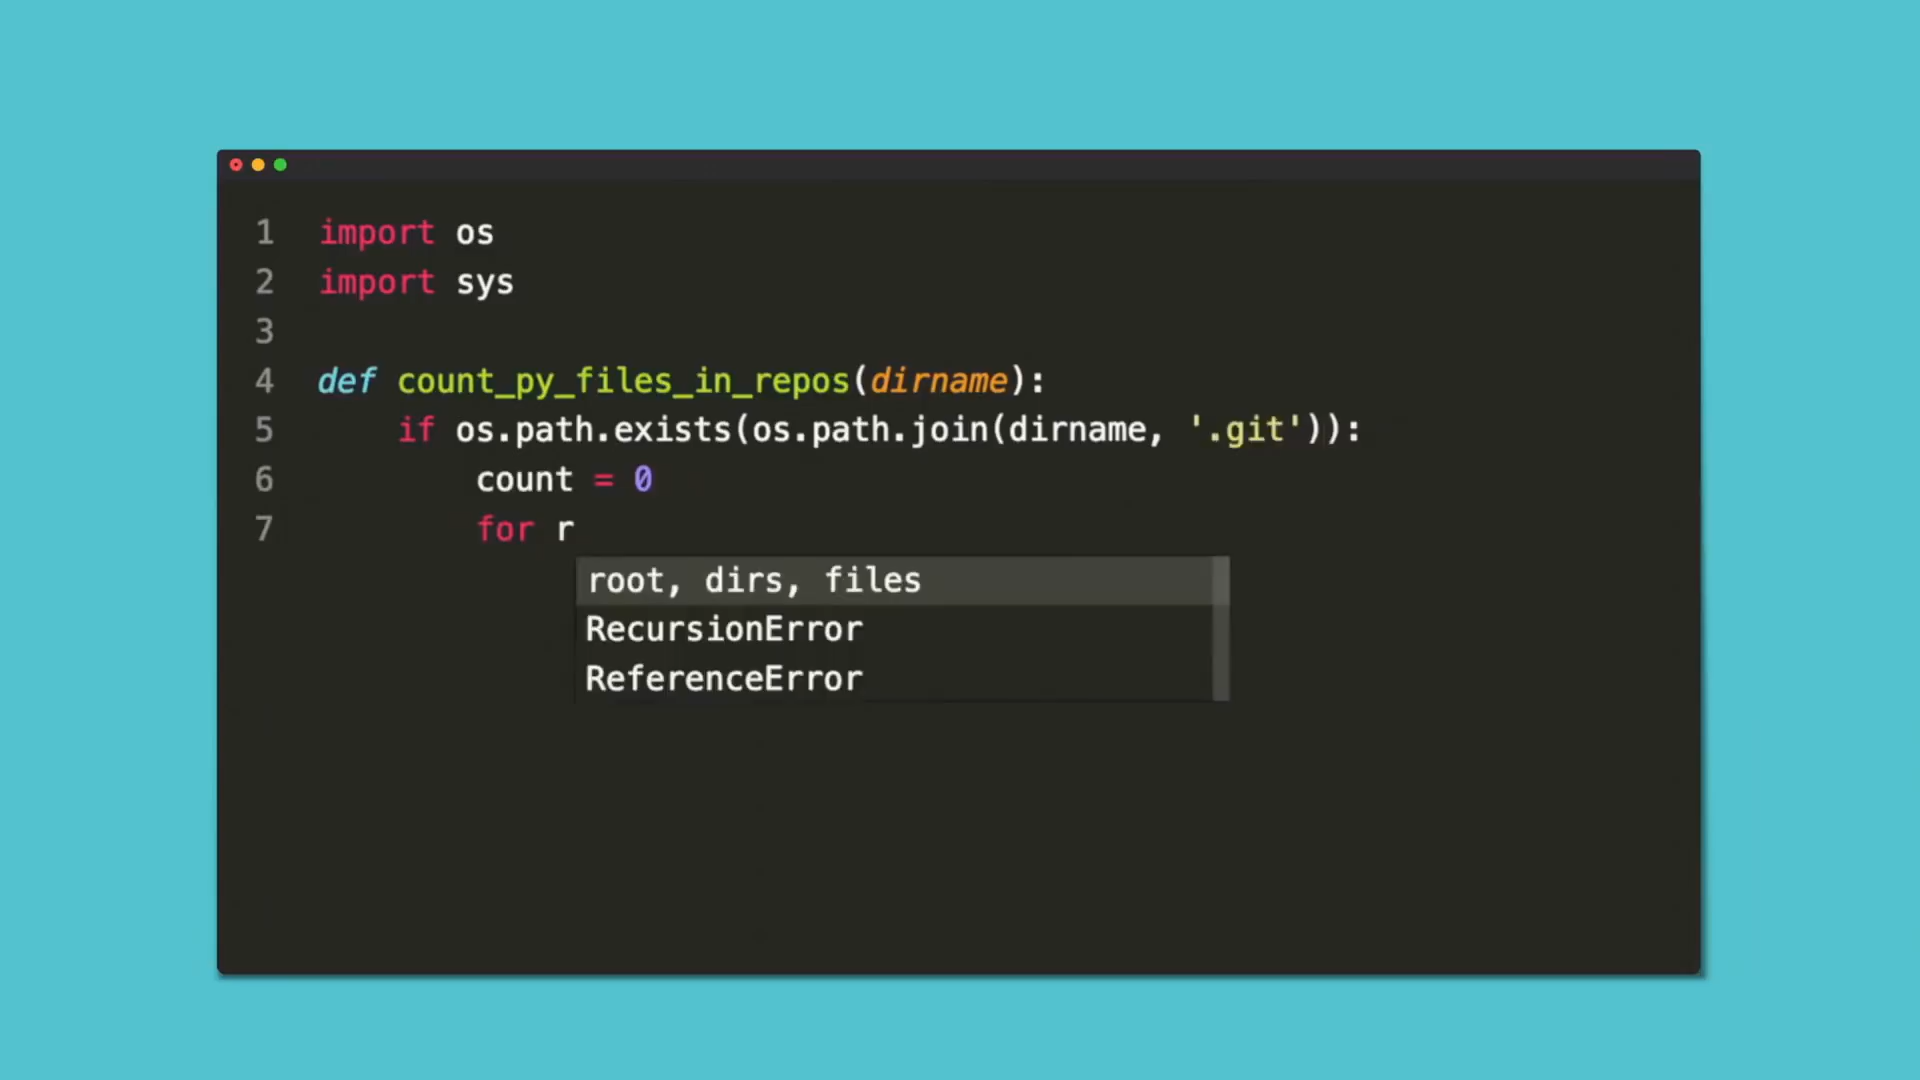 1 import os
2 import sys
3
4 def count_py_files_in_repos(dirname):
5     if os.path.exists(os.path.join(dirname, '.git')):
6         count = 0
7         for r
root, dirs, files
RecursionError
ReferenceError